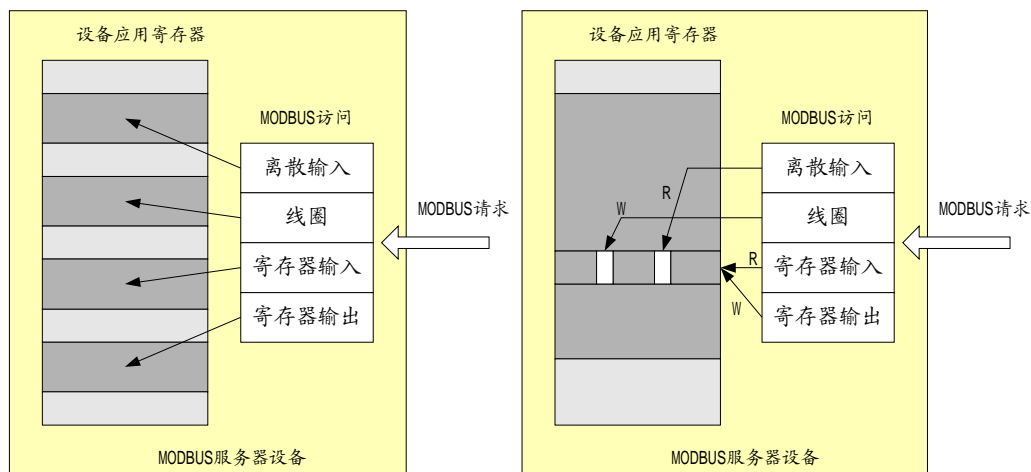 设备应用寄存器
MODBUS访问
离散输入
线圈
寄存器输入
寄存器输出
MODBUS请求
MODBUS服务器设备
设备应用寄存器
MODBUS访问
离散输入
线圈
寄存器输入
寄存器输出
R
W
R
W
MODBUS请求
MODBUS服务器设备